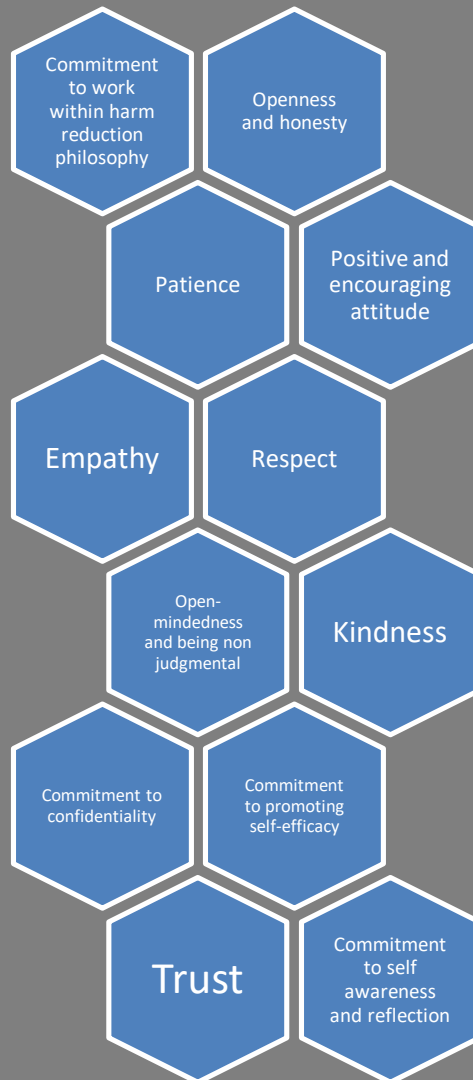 Commitment
to work
within harm
reduction
philosophy
Openness
and honesty
Patience
Positive and
encouraging
attitude
Empathy
Respect
Open-
mindedness
and being non
judgmental
Kindness
Commitment to
confidentiality
Commitment
to promoting
self-efficacy
Trust
Commitment
to self
awareness
and reflection